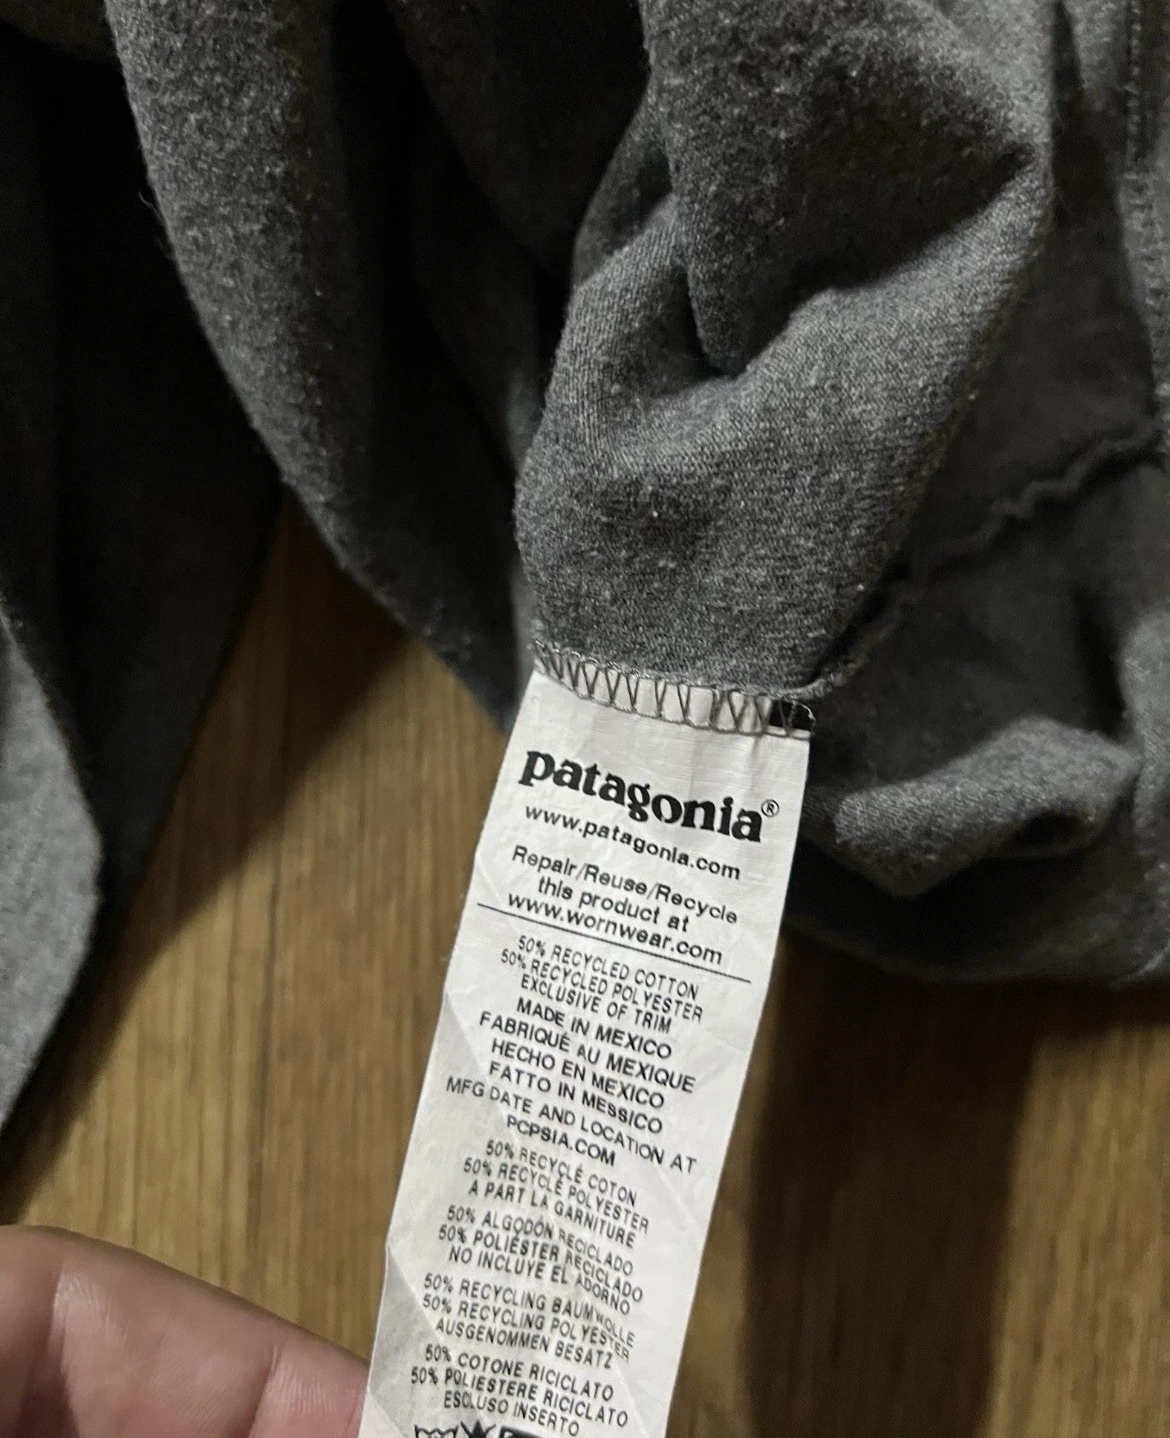 patagonia®
www.patagonia.com
Repair/Reuse/Recycle
this product at
www.wornwear.com
50% RECYCLED COTTON
50% RECYCLED POLYESTER
EXCLUSIVE OF TRIM
MADE IN MEXICO
FABRIQUÉ AU MEXIQUE
HECHO EN MEXICO
FATTO IN MESSICO
MFG DATE AND LOCATION AT
PCPSIA.COM
50% RECYCLÉ COTON
50% RECYCLÉ POLYESTER
A PART LA GARNITURE
50% ALGODÓN RECICLADO
50% POLIÉSTER RECICLADO
NO INCLUYE EL ADORNO
50% RECYCLING BAUMWOLLE
50% RECYCLING POLYESTER
AUSGENOMMEN BESATZ
50% COTONE RICICLATO
50% POLIESTERE RICICLATO
ESCLUSO INSERTO